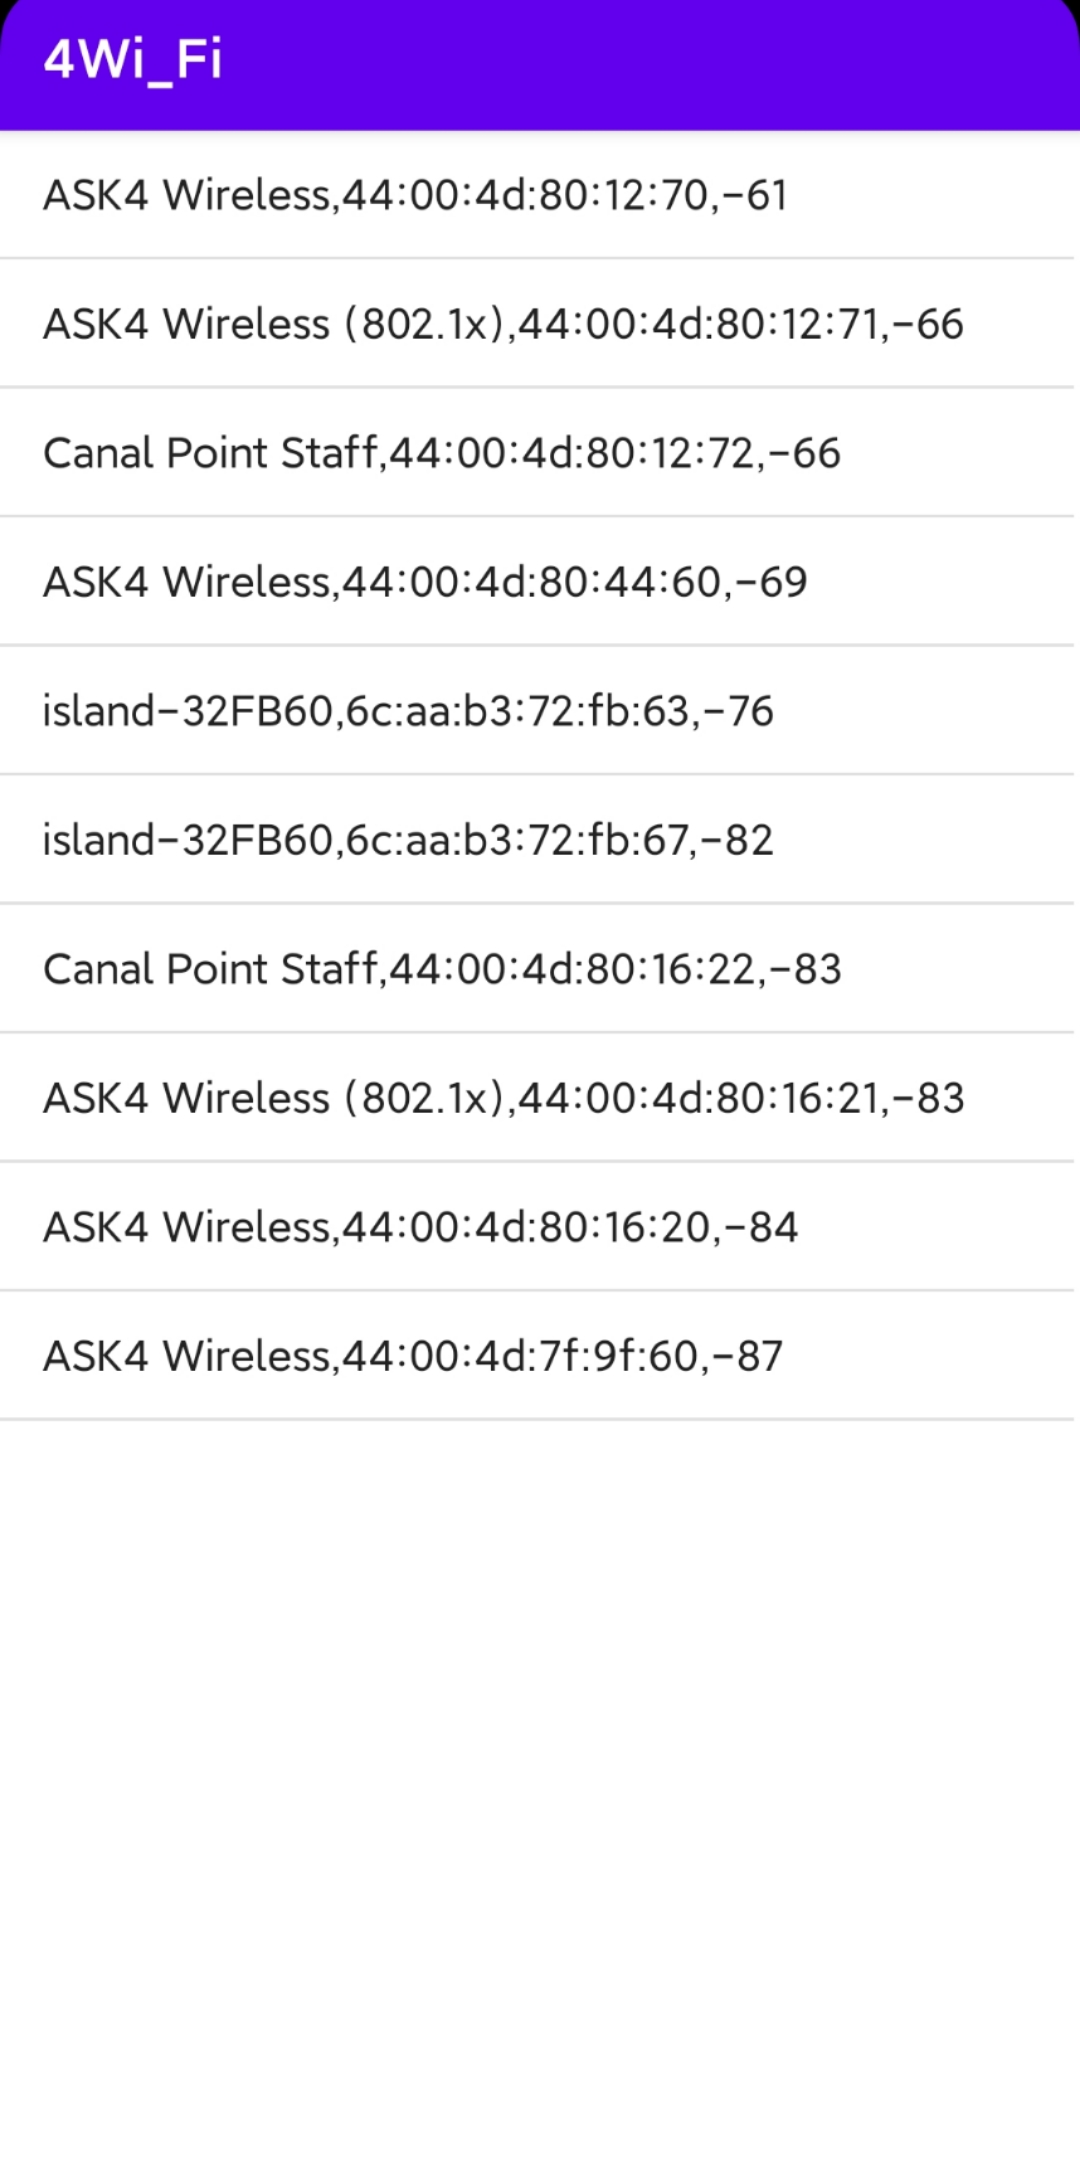 4Wi_Fi
ASK4 Wireless,44:00:4d:80:12:70,-61
ASK4 Wireless (802.1x),44:00:4d:80:12:71,-66
Canal Point Staff,44:00:4d:80:12:72,-66
ASK4 Wireless,44:00:4d:80:44:60,-69
island-32FB60,6c:aa:b3:72:fb:63,-76
island-32FB60,6c:aa:b3:72:fb:67,-82
Canal Point Staff,44:00:4d:80:16:22,-83
ASK4 Wireless (802.1x),44:00:4d:80:16:21,-83
ASK4 Wireless,44:00:4d:80:16:20,-84
ASK4 Wireless,44:00:4d:7f:9f:60,-87